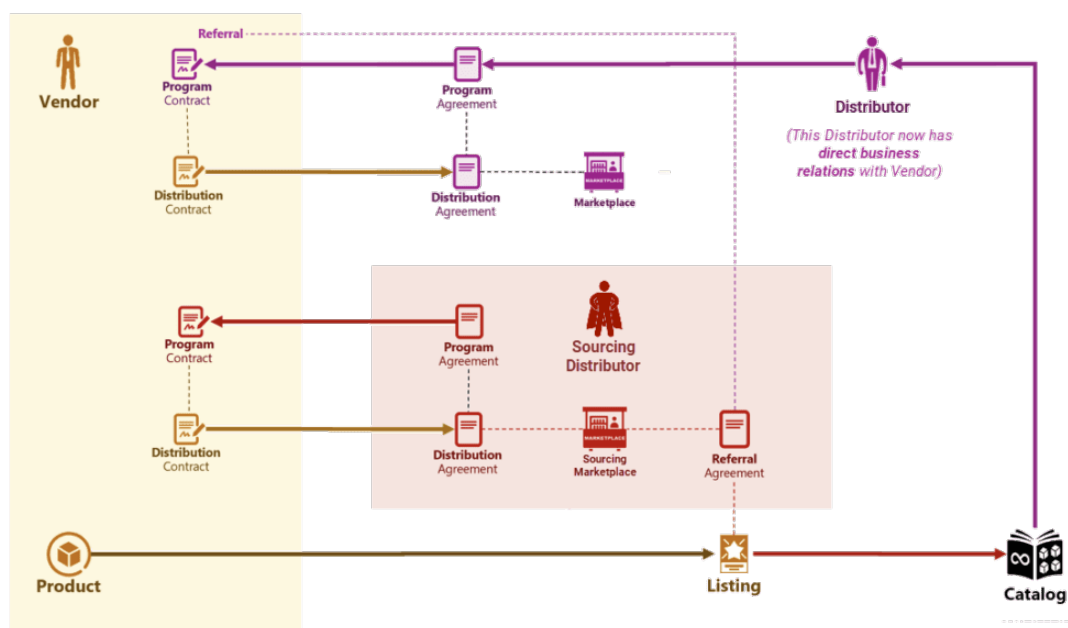 Referral
Vendor
Program
Contract
Program
Agreement
Distributor
(This Distributor now has
direct business
relations with Vendor)
Distribution
Contract
Distribution
Agreement
MARKETPLACE
Marketplace
Program
Contract
Program
Agreement
Sourcing
Distributor
Distribution
Contract
Distribution
Agreement
MARKETPLACE
Sourcing
Marketplace
Referral
Agreement
Product
Listing
Catalog